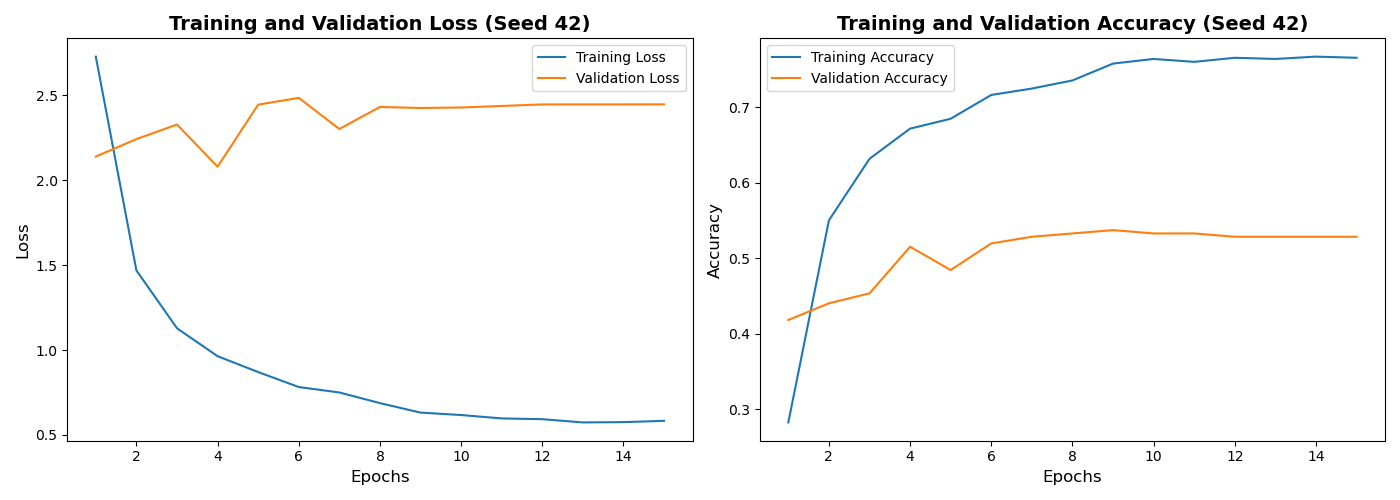 Training and Validation Loss (Seed 42)
Training Loss
Validation Loss
2.5
2.0
1.5
1.0
0.5
Loss
2 4 6 8 10 12 14
Epochs
Training and Validation Accuracy (Seed 42)
Training Accuracy
Validation Accuracy
0.7
0.6
0.5
0.4
0.3
Accuracy
2 4 6 8 10 12 14
Epochs